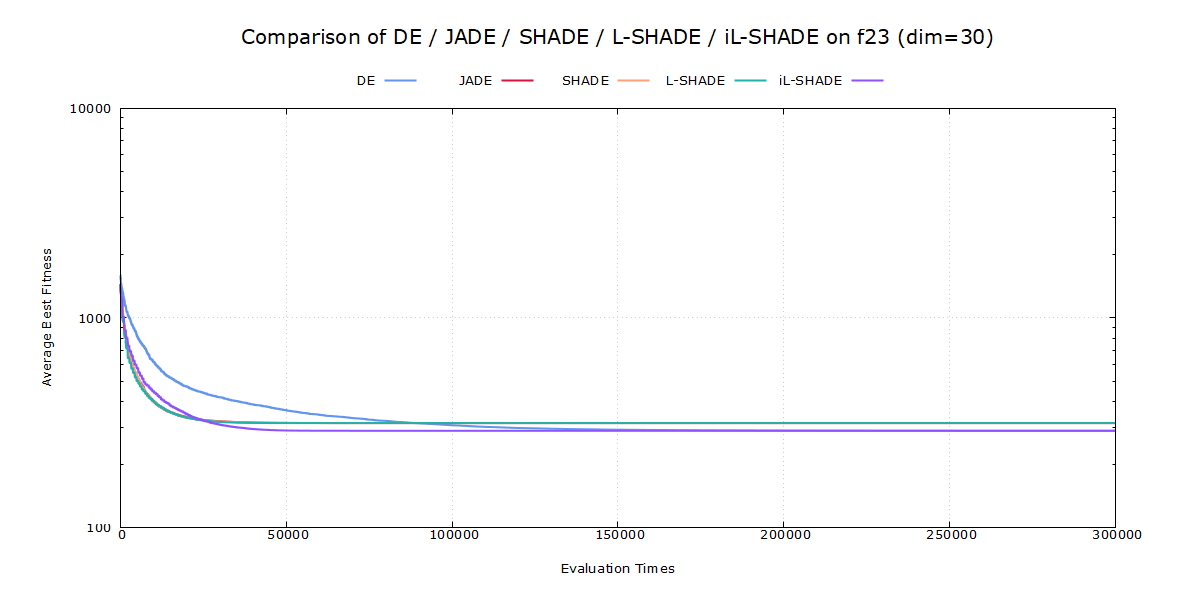 Comparison of DE / JADE / SHADE / L-SHADE / iL-SHADE on f23 (dim=30)
DE JADE SHADE L-SHADE iL-SHADE
10000
1000
100
Average Best Fitness
0 50000 100000 150000 200000 250000 300000
Evaluation Times